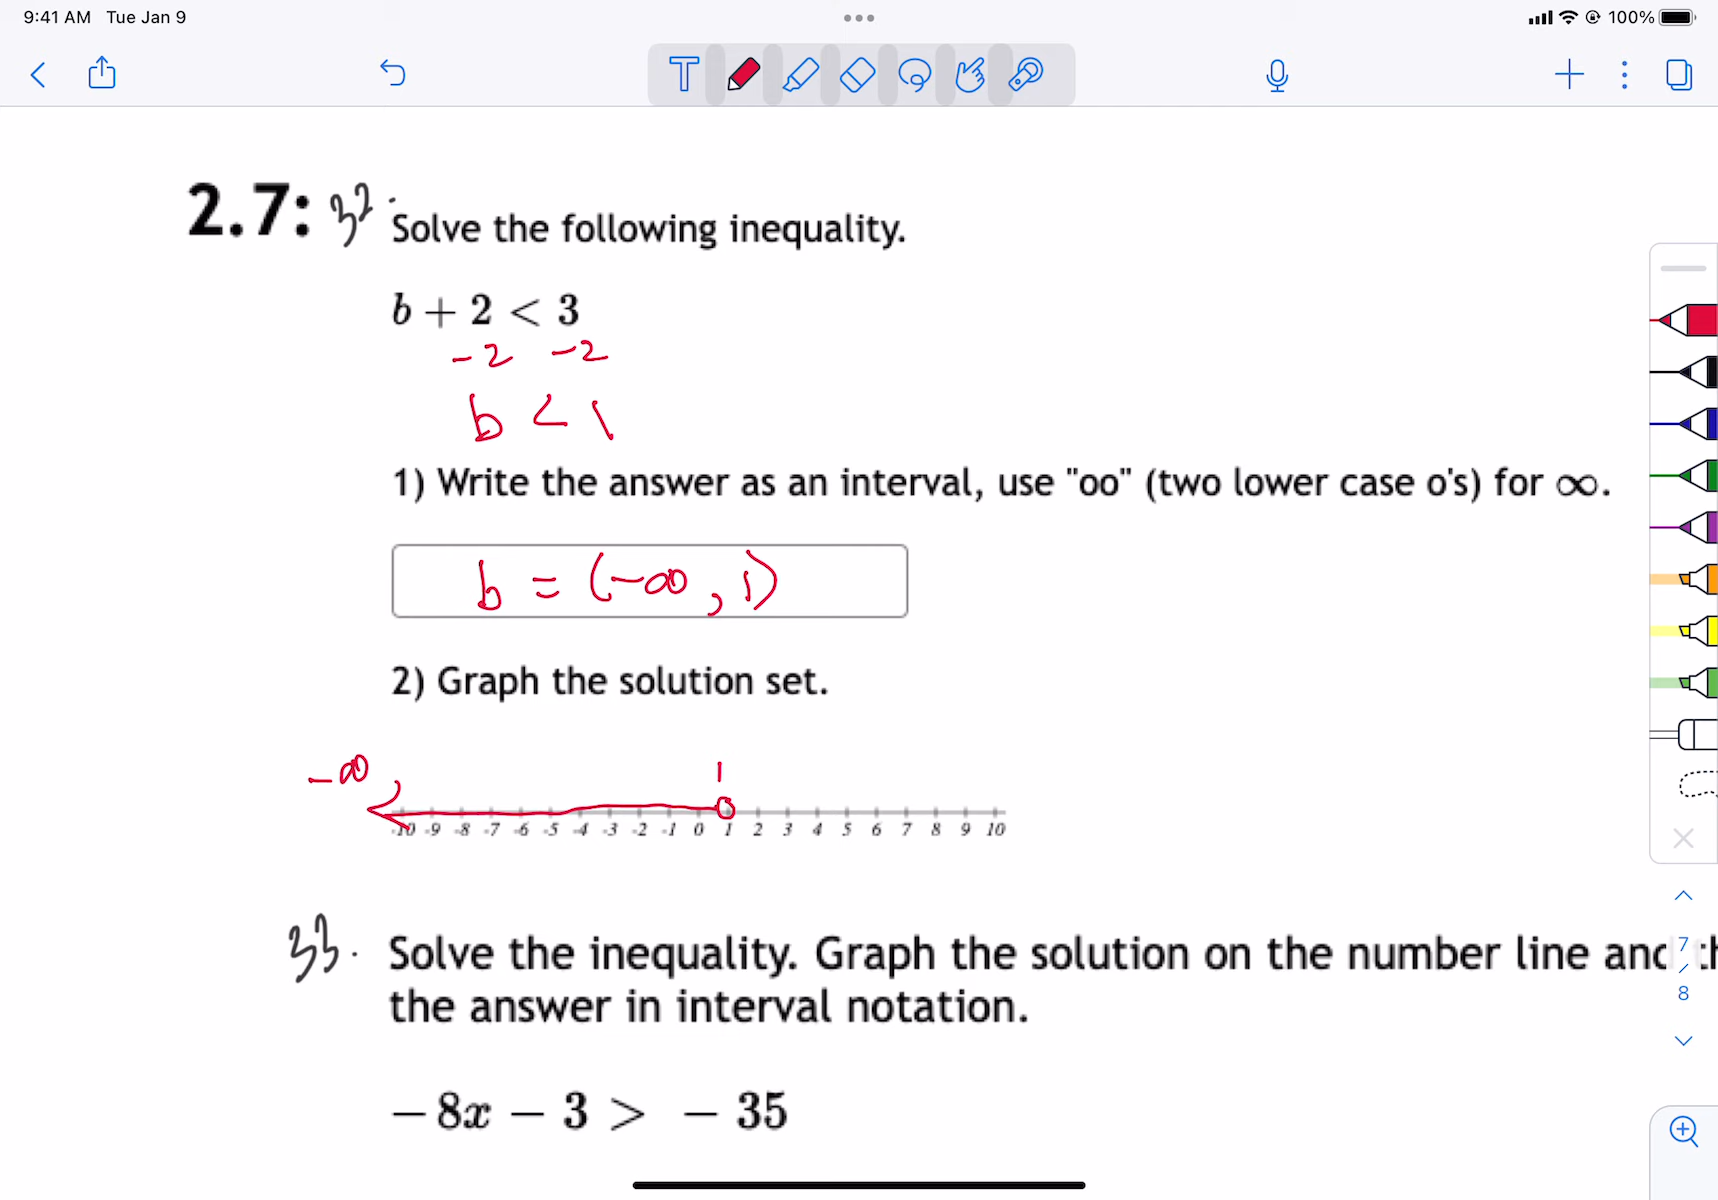 9:41 AM Tue Jan 9
100%
2.7: 32. Solve the following inequality.
b + 2 < 3
-2 -2
b < 1
1) Write the answer as an interval, use "oo" (two lower case o's) for ∞.
b = (-∞, 1)
2) Graph the solution set.
-∞ 1
-10 -9 -8 -7 -6 -5 -4 -3 -2 -1 0 1 2 3 4 5 6 7 8 9 10
33. Solve the inequality. Graph the solution on the number line and
the answer in interval notation.
-8x - 3 > - 35
7
/
8